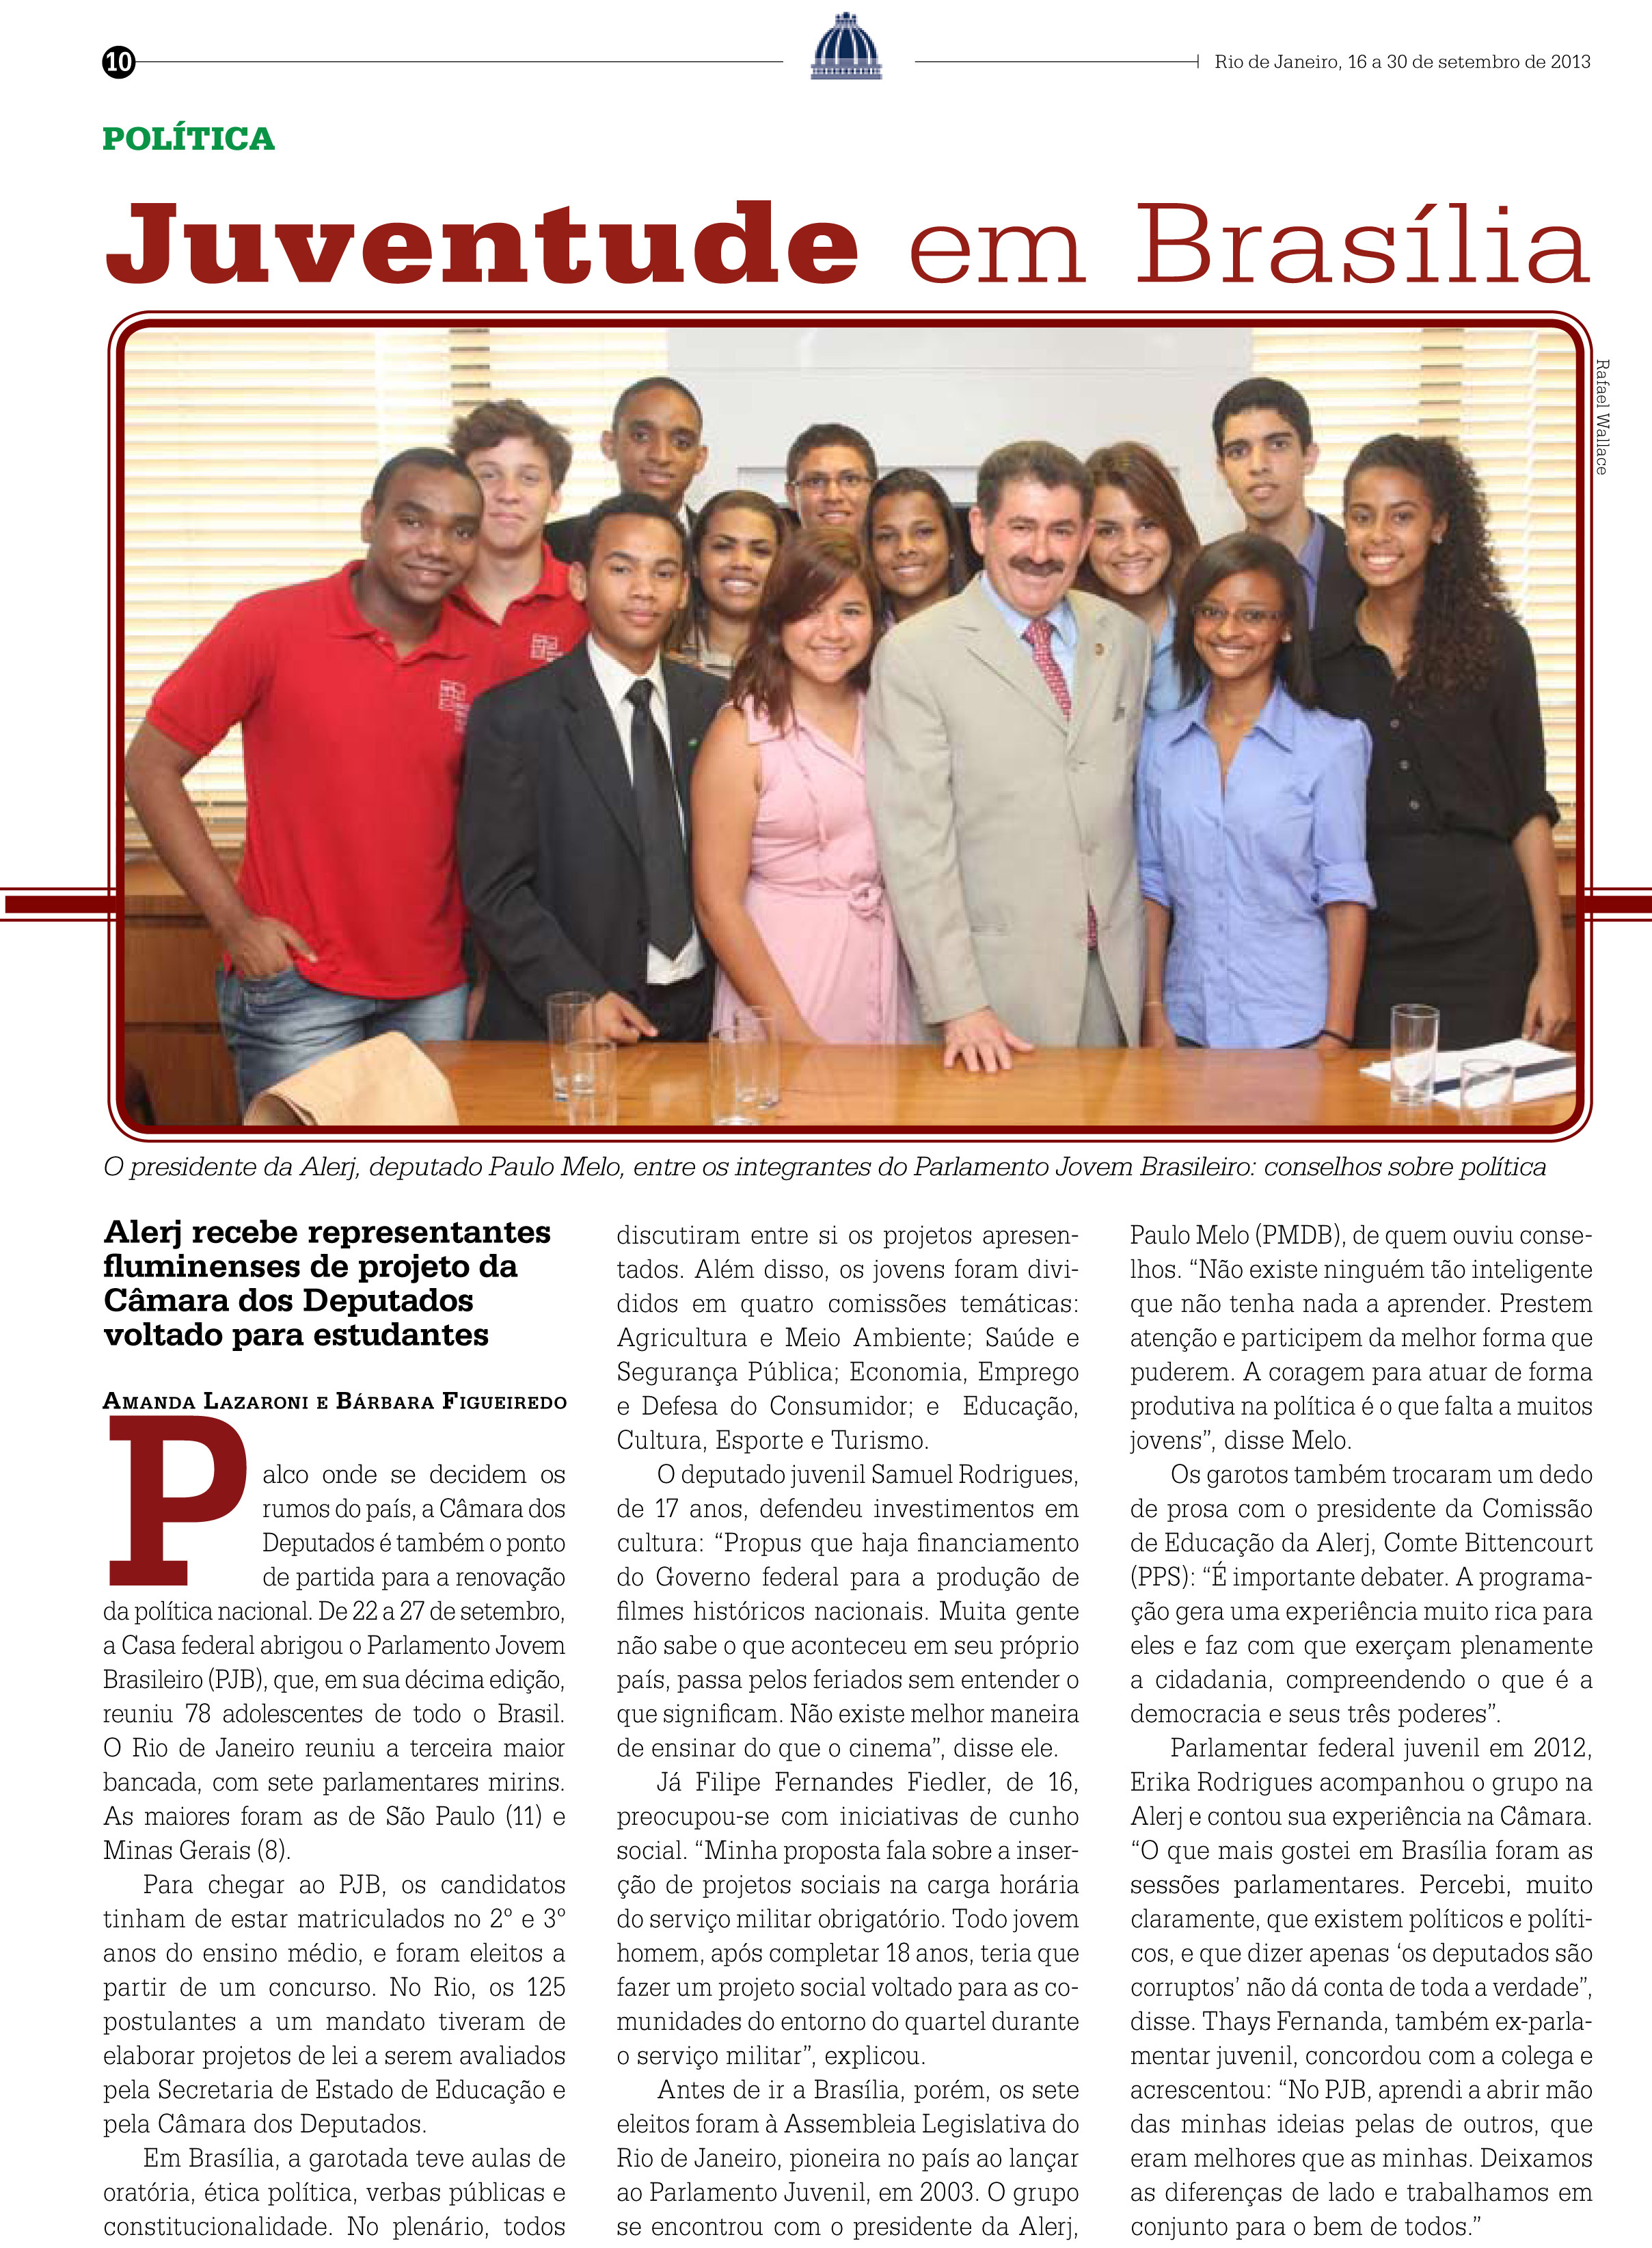 10
Rio de Janeiro, 16 a 30 de setembro de 2013
POLÍTICA
Juventude em Brasília
Rafael Wallace
O presidente da Alerj, deputado Paulo Melo, entre os integrantes do Parlamento Jovem Brasileiro: conselhos sobre política
Alerj recebe representantes
fluminenses de projeto da
Câmara dos Deputados
voltado para estudantes
Amanda Lazaroni e Bárbara Figueiredo
Palco onde se decidem os
rumos do país, a Câmara dos
Deputados é também o ponto
de partida para a renovação
da política nacional. De 22 a 27 de setembro,
a Casa federal abrigou o Parlamento Jovem
Brasileiro (PJB), que, em sua décima edição,
reuniu 78 adolescentes de todo o Brasil.
O Rio de Janeiro reuniu a terceira maior
bancada, com sete parlamentares mirins.
As maiores foram as de São Paulo (11) e
Minas Gerais (8).
Para chegar ao PJB, os candidatos
tinham de estar matriculados no 2º e 3º
anos do ensino médio, e foram eleitos a
partir de um concurso. No Rio, os 125
postulantes a um mandato tiveram de
elaborar projetos de lei a serem avaliados
pela Secretaria de Estado de Educação e
pela Câmara dos Deputados.
Em Brasília, a garotada teve aulas de
oratória, ética política, verbas públicas e
constitucionalidade. No plenário, todos
discutiram entre si os projetos apresen-
tados. Além disso, os jovens foram divi-
didos em quatro comissões temáticas:
Agricultura e Meio Ambiente; Saúde e
Segurança Pública; Economia, Emprego
e Defesa do Consumidor; e Educação,
Cultura, Esporte e Turismo.
O deputado juvenil Samuel Rodrigues,
de 17 anos, defendeu investimentos em
cultura: “Propus que haja financiamento
do Governo federal para a produção de
filmes históricos nacionais. Muita gente
não sabe o que aconteceu em seu próprio
país, passa pelos feriados sem entender o
que significam. Não existe melhor maneira
de ensinar do que o cinema”, disse ele.
Já Filipe Fernandes Fiedler, de 16,
preocupou-se com iniciativas de cunho
social. “Minha proposta fala sobre a inser-
ção de projetos sociais na carga horária
do serviço militar obrigatório. Todo jovem
homem, após completar 18 anos, teria que
fazer um projeto social voltado para as co-
munidades do entorno do quartel durante
o serviço militar”, explicou.
Antes de ir a Brasília, porém, os sete
eleitos foram à Assembleia Legislativa do
Rio de Janeiro, pioneira no país ao lançar
ao Parlamento Juvenil, em 2003. O grupo
se encontrou com o presidente da Alerj,
Paulo Melo (PMDB), de quem ouviu conse-
lhos. “Não existe ninguém tão inteligente
que não tenha nada a aprender. Prestem
atenção e participem da melhor forma que
puderem. A coragem para atuar de forma
produtiva na política é o que falta a muitos
jovens”, disse Melo.
Os garotos também trocaram um dedo
de prosa com o presidente da Comissão
de Educação da Alerj, Comte Bittencourt
(PPS): “É importante debater. A programa-
ção gera uma experiência muito rica para
eles e faz com que exerçam plenamente
a cidadania, compreendendo o que é a
democracia e seus três poderes”.
Parlamentar federal juvenil em 2012,
Erika Rodrigues acompanhou o grupo na
Alerj e contou sua experiência na Câmara.
“O que mais gostei em Brasília foram as
sessões parlamentares. Percebi, muito
claramente, que existem políticos e políti-
cos, e que dizer apenas ‘os deputados são
corruptos’ não dá conta de toda a verdade”,
disse. Thays Fernanda, também ex-parla-
mentar juvenil, concordou com a colega e
acrescentou: “No PJB, aprendi a abrir mão
das minhas ideias pelas de outros, que
eram melhores que as minhas. Deixamos
as diferenças de lado e trabalhamos em
conjunto para o bem de todos.”